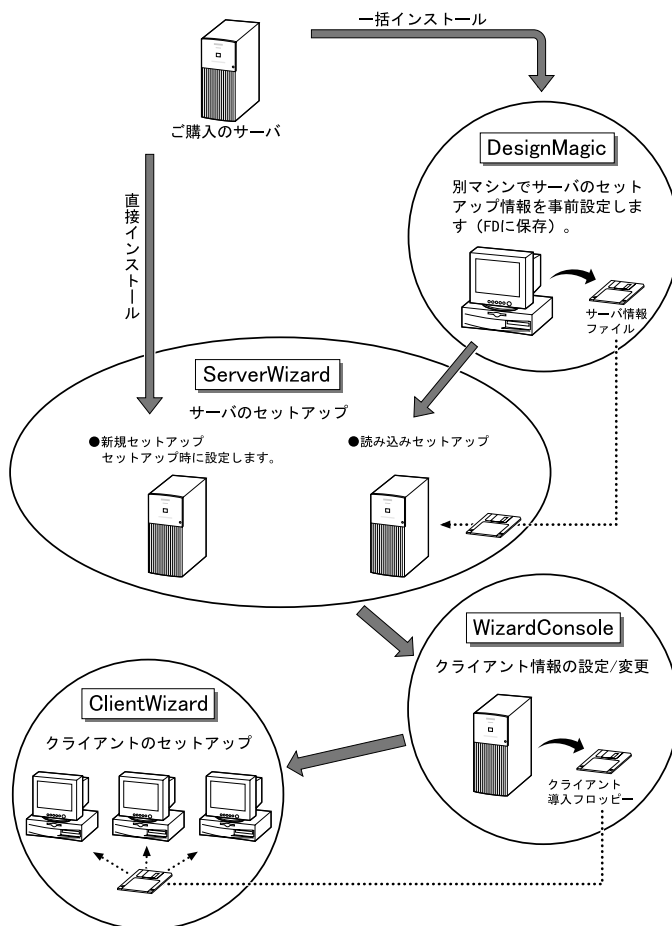 一括インストール
ご購入のサーバ
直接インストール
DesignMagic
別マシンでサーバのセット
アップ情報を事前設定しま
す（FDに保存）。
サーバ情報
ファイル
ServerWizard
サーバのセットアップ
●新規セットアップ
セットアップ時に設定します。
●読み込みセットアップ
WizardConsole
クライアント情報の設定/変更
クライアント
導入フロッピー
ClientWizard
クライアントのセットアップ